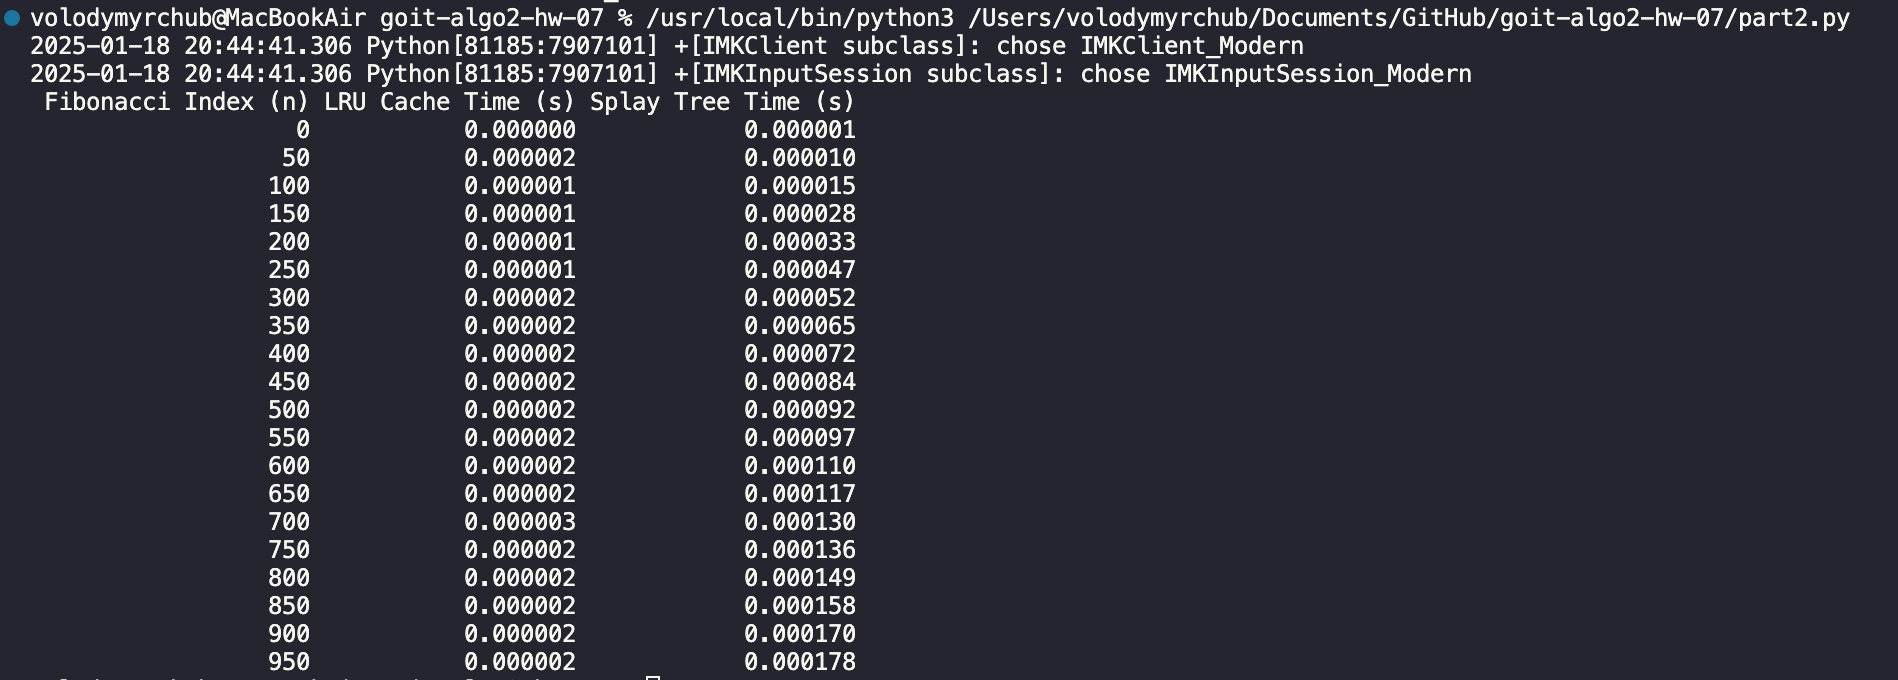 volodymyrchub@MacBookAir goit-algo2-hw-07 % /usr/local/bin/python3 /Users/volodymyrchub/Documents/GitHub/goit-algo2-hw-07/part2.py
2025-01-18 20:44:41.306 Python[81185:7907101] +[IMKClient subclass]: chose IMKClient_Modern
2025-01-18 20:44:41.306 Python[81185:7907101] +[IMKInputSession subclass]: chose IMKInputSession_Modern
Fibonacci Index (n) LRU Cache Time (s) Splay Tree Time (s)
0 0.000000 0.000001
50 0.000002 0.000010
100 0.000001 0.000015
150 0.000001 0.000028
200 0.000001 0.000033
250 0.000001 0.000047
300 0.000002 0.000052
350 0.000002 0.000065
400 0.000002 0.000072
450 0.000002 0.000084
500 0.000002 0.000092
550 0.000002 0.000097
600 0.000002 0.000110
650 0.000002 0.000117
700 0.000003 0.000130
750 0.000002 0.000136
800 0.000002 0.000149
850 0.000002 0.000158
900 0.000002 0.000170
950 0.000002 0.000178